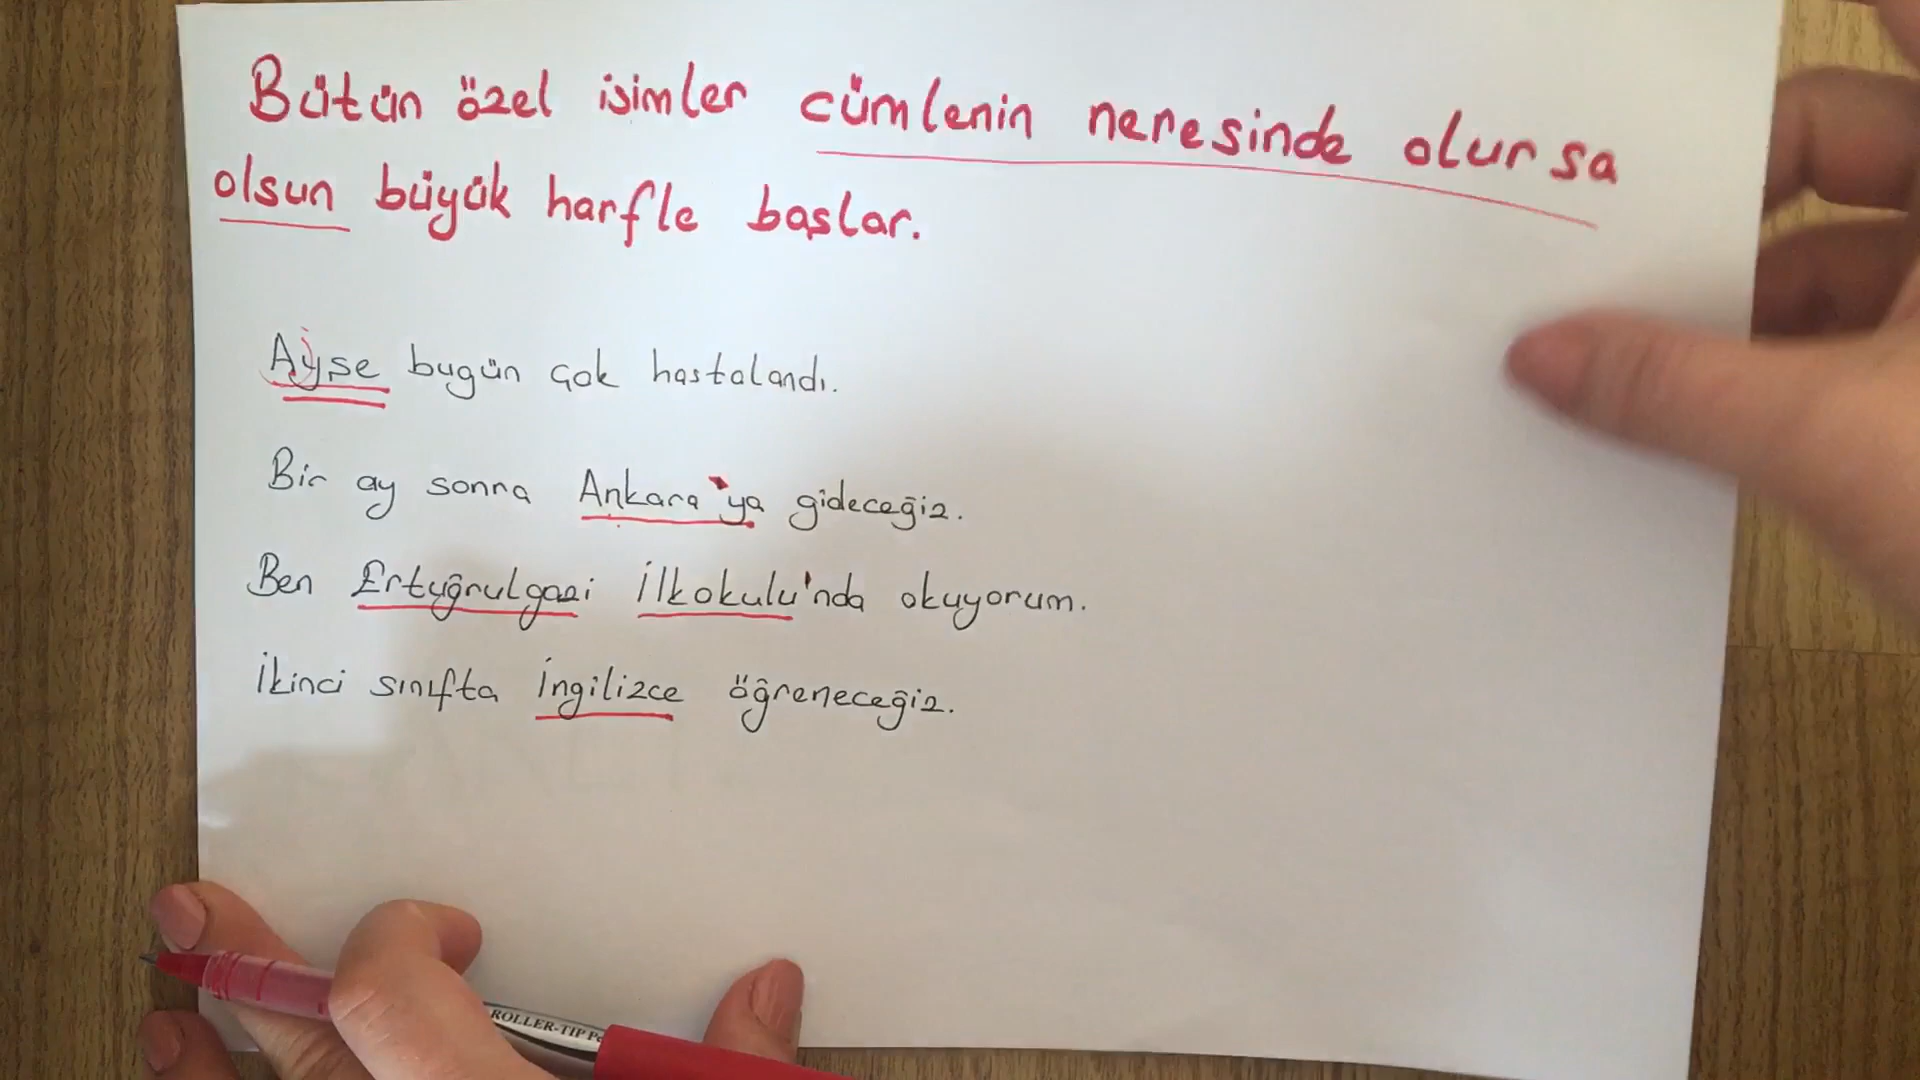 Bütün özel isimler cümlenin neresinde olursa
olsun büyük harfle başlar.
Ayşe bugün çok hastalandı.
Bir ay sonra Ankara'ya gideceğiz.
Ben Ertuğrulgazi İlkokulu'nda okuyorum.
İkinci sınıfta İngilizce öğreneceğiz.
ROLLER-TIP